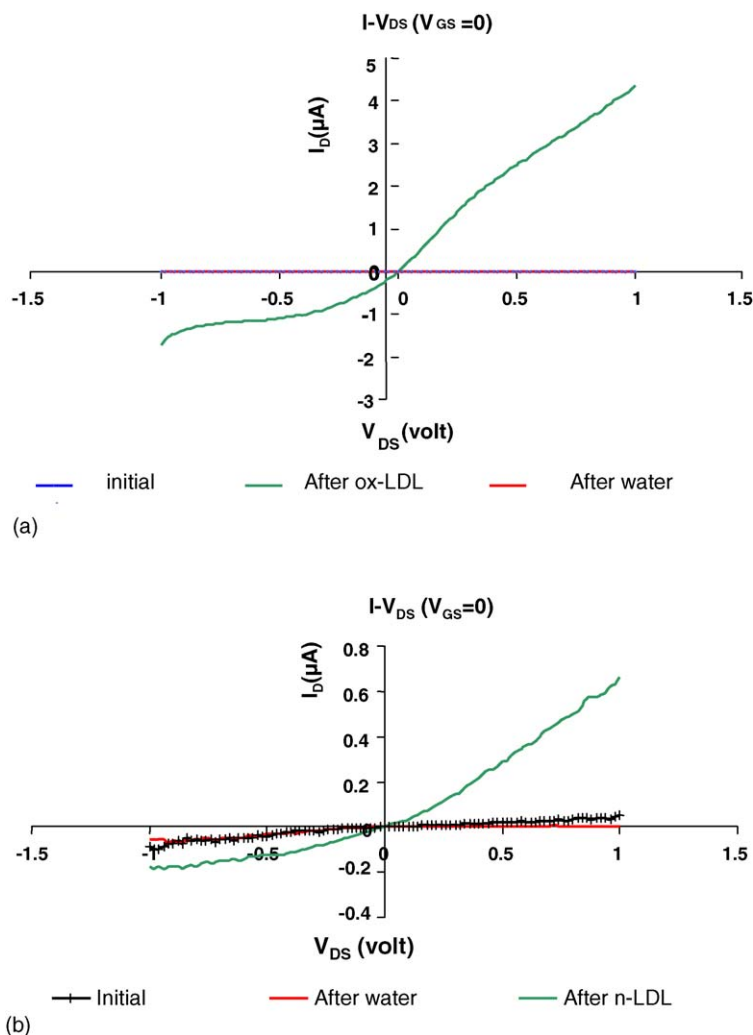 I-VDS (VGS =0)
5
4
3
2
1
0
-1
-2
-3
ID(µA)
-1.5
-1
-0.5
0
0.5
1
1.5
VDS (volt)
initial
After ox-LDL
After water
(a)
I-VDS (VGS=0)
0.8
0.6
0.4
0.2
0
-0.2
-0.4
ID(µA)
-1.5
-1
-0.5
0
0.5
1
1.5
VDS (volt)
Initial
After water
After n-LDL
(b)